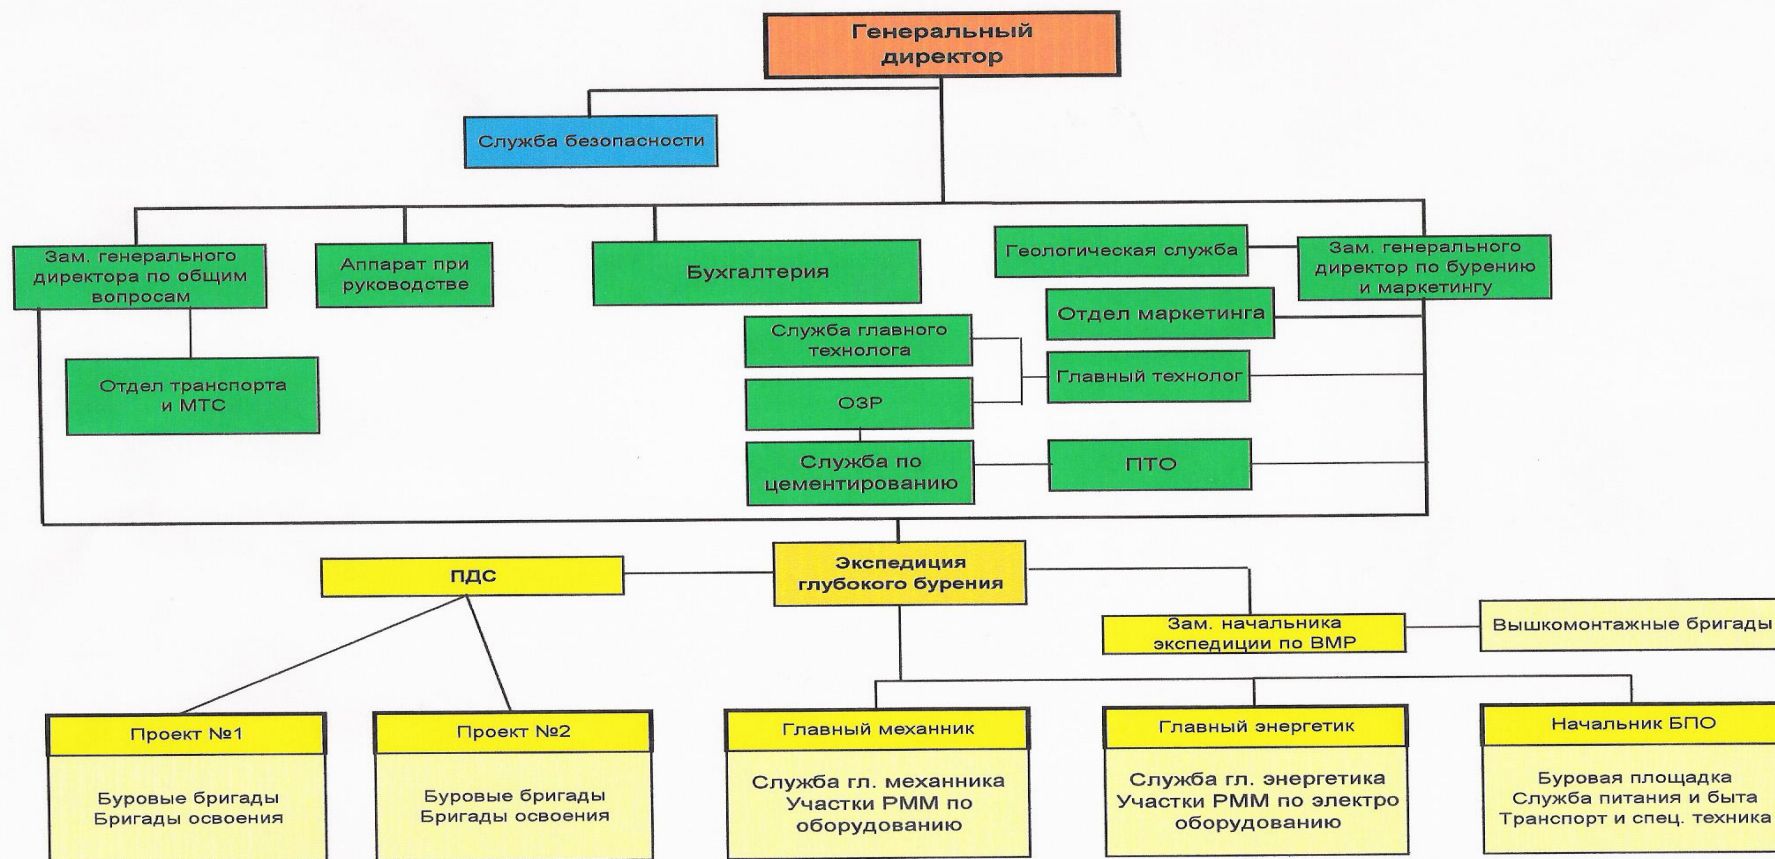 Генеральный
директор
Служба безопасности
Зам. генерального
директора по общим
вопросам
Аппарат при
руководстве
Бухгалтерия
Геологическая служба
Зам. генерального
директор по бурению
и маркетингу
Отдел маркетинга
Служба главного
технолога
Главный технолог
Отдел транспорта
и МТС
ОЗР
Служба по
цементированию
ПТО
Экспедиция
глубокого бурения
ПДС
Зам. начальника
экспедиции по ВМР
Вышкомонтажные бригады
Проект №1
Буровые бригады
Бригады освоения
Проект №2
Буровые бригады
Бригады освоения
Главный механник
Служба гл. механника
Участки РММ по
оборудованию
Главный энергетик
Служба гл. энергетика
Участки РММ по электро
оборудованию
Начальник БПО
Буровая площадка
Служба питания и быта
Транспорт и спец. техника